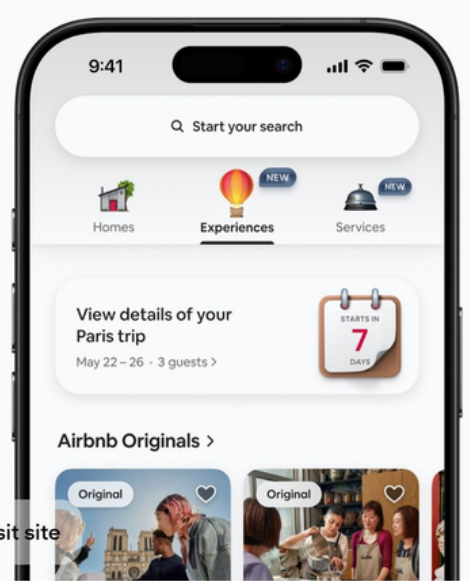 9:41
Start your search
NEW
NEW
Homes
Experiences
Services
View details of your
Paris trip
May 22 – 26 · 3 guests >
STARTS IN
7
DAYS
Airbnb Originals >
Original
Original
sit site